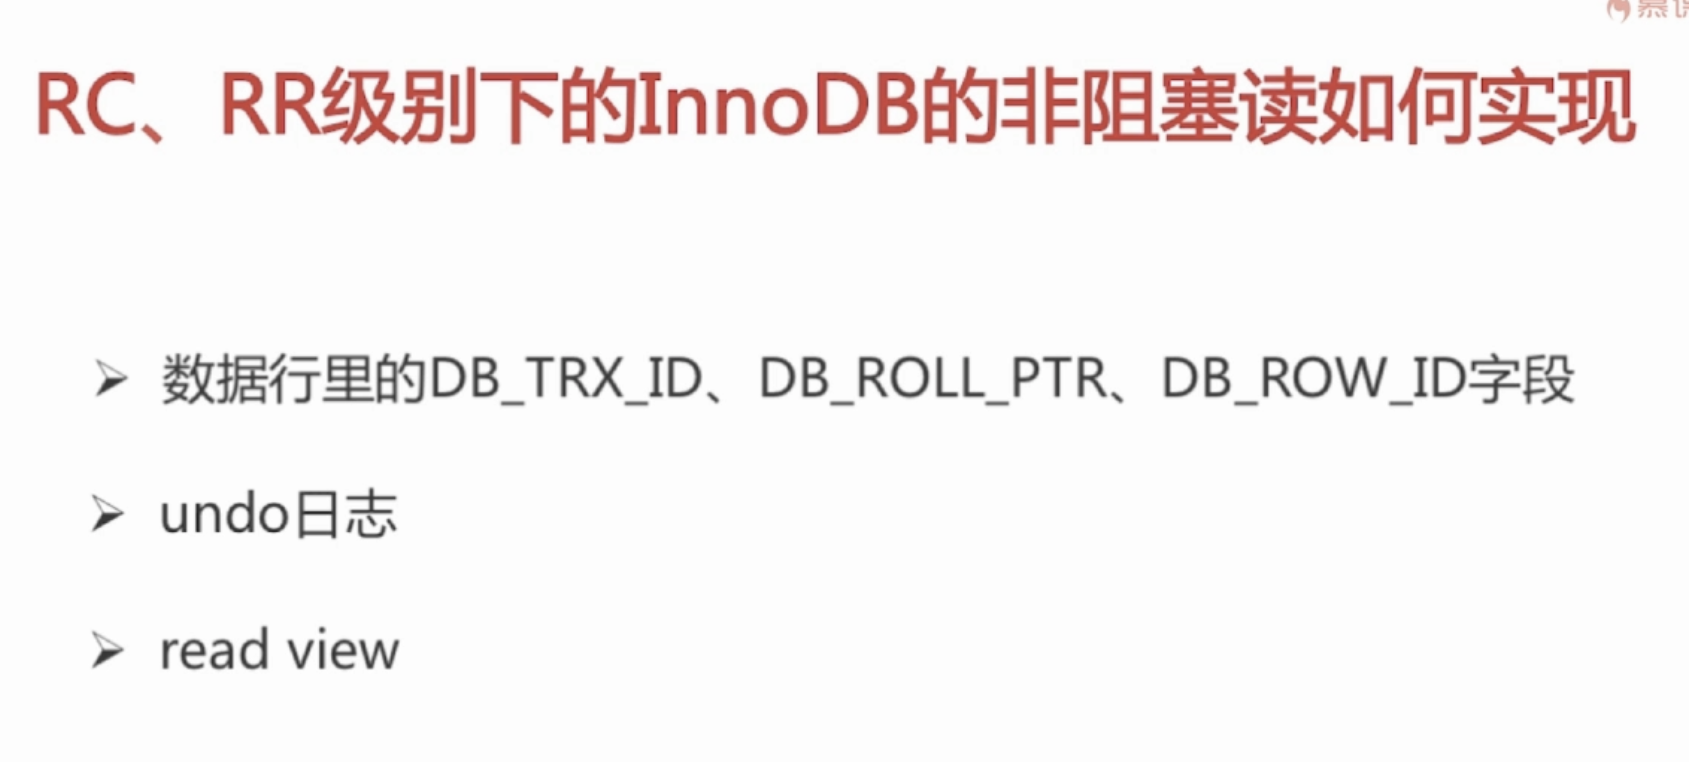 RC、RR级别下的InnoDB的非阻塞读如何实现
数据行里的DB_TRX_ID、DB_ROLL_PTR、DB_ROW_ID字段
undo日志
read view